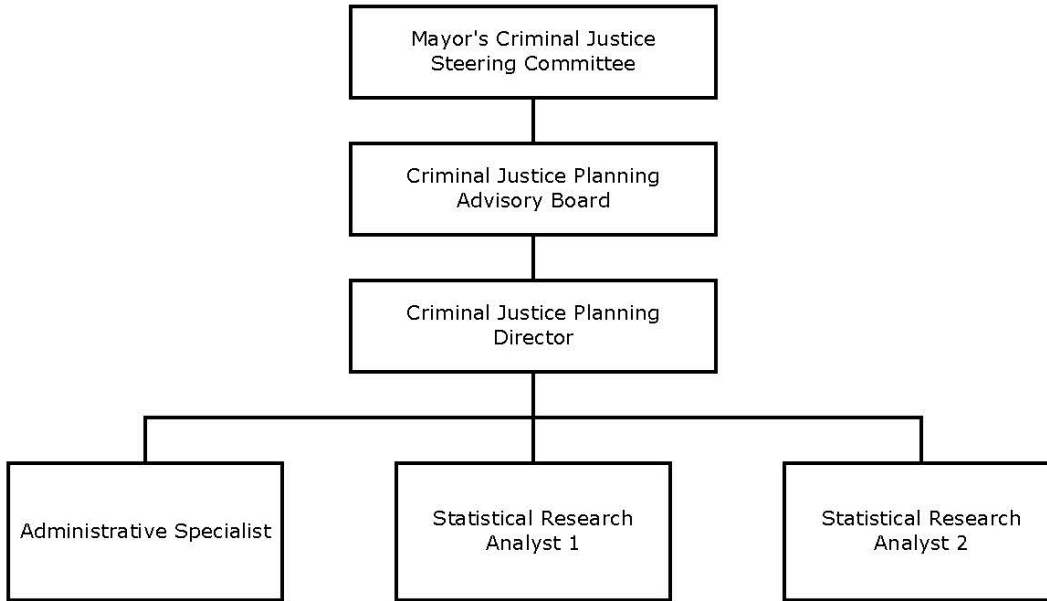 Mayor's Criminal Justice
Steering Committee
Criminal Justice Planning
Advisory Board
Criminal Justice Planning
Director
Administrative Specialist
Statistical Research
Analyst 1
Statistical Research
Analyst 2